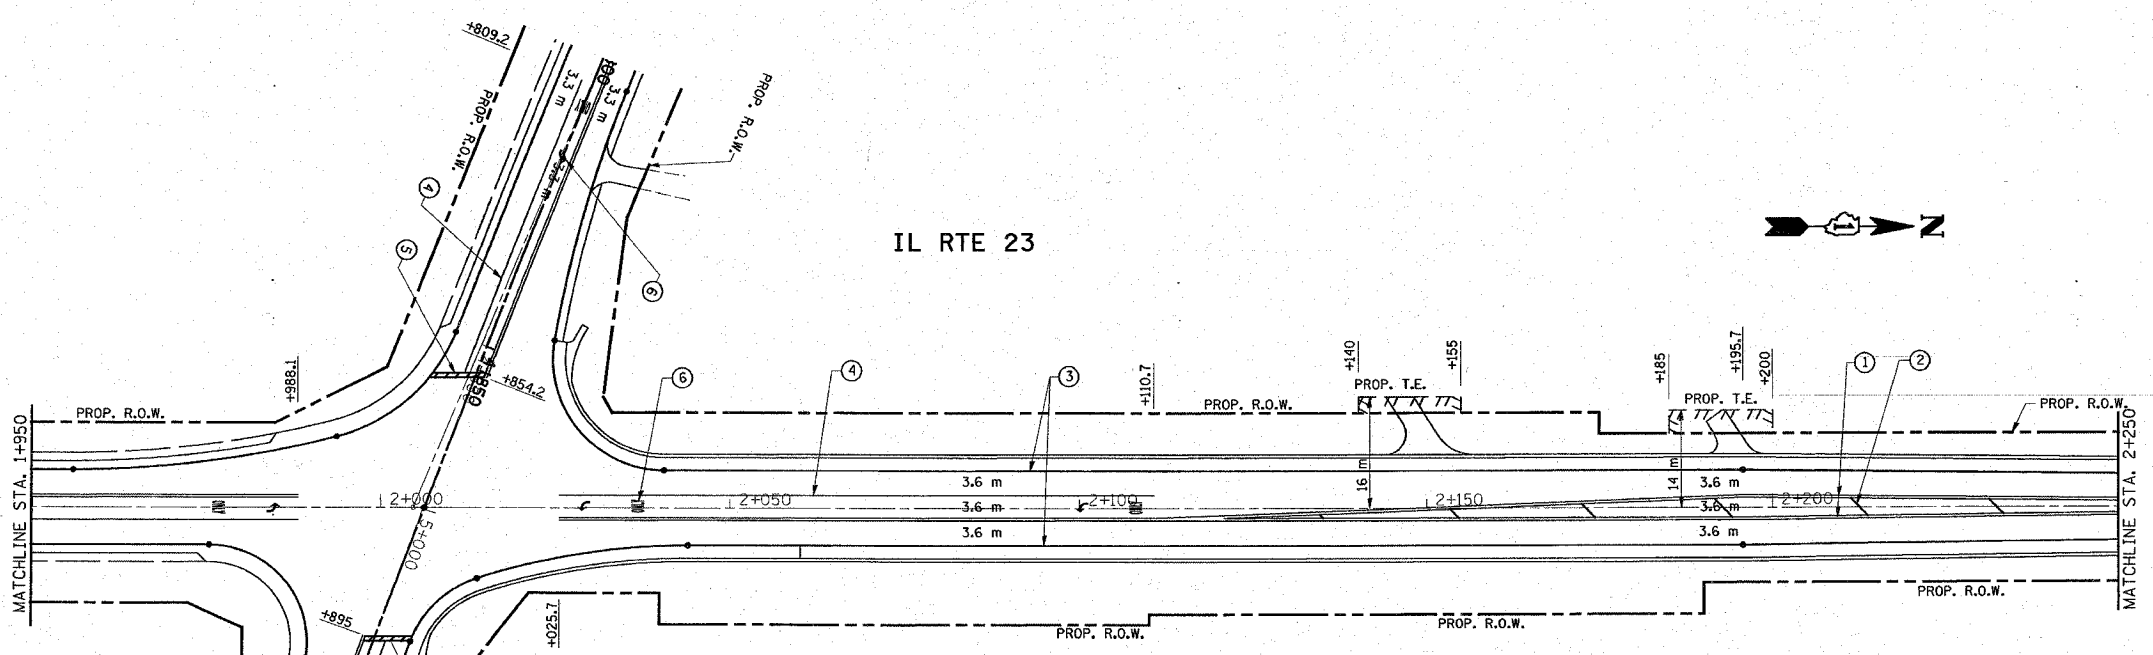 +809.2
PROP. R.O.W.
3.3 m
3.3 m
3.3 m
PROP. R.O.W.
4
5
6
IL RTE 23
N
+988.1
+854.2
6
4
3
+110.7
+140
+155
+185
+195.7
+200
1
2
PROP. T.E.
PROP. T.E.
PROP. R.O.W.
PROP. R.O.W.
PROP. R.O.W.
MATCHLINE STA. 1+950
MATCHLINE STA. 2+250
16 m
14 m
3.6 m
3.6 m
2+000
2+050
3.6 m
2+100
2+150
3.6 m
2+200
5+000
3.6 m
3.6 m
+895
+025.7
PROP. R.O.W.
PROP. R.O.W.
PROP. R.O.W.